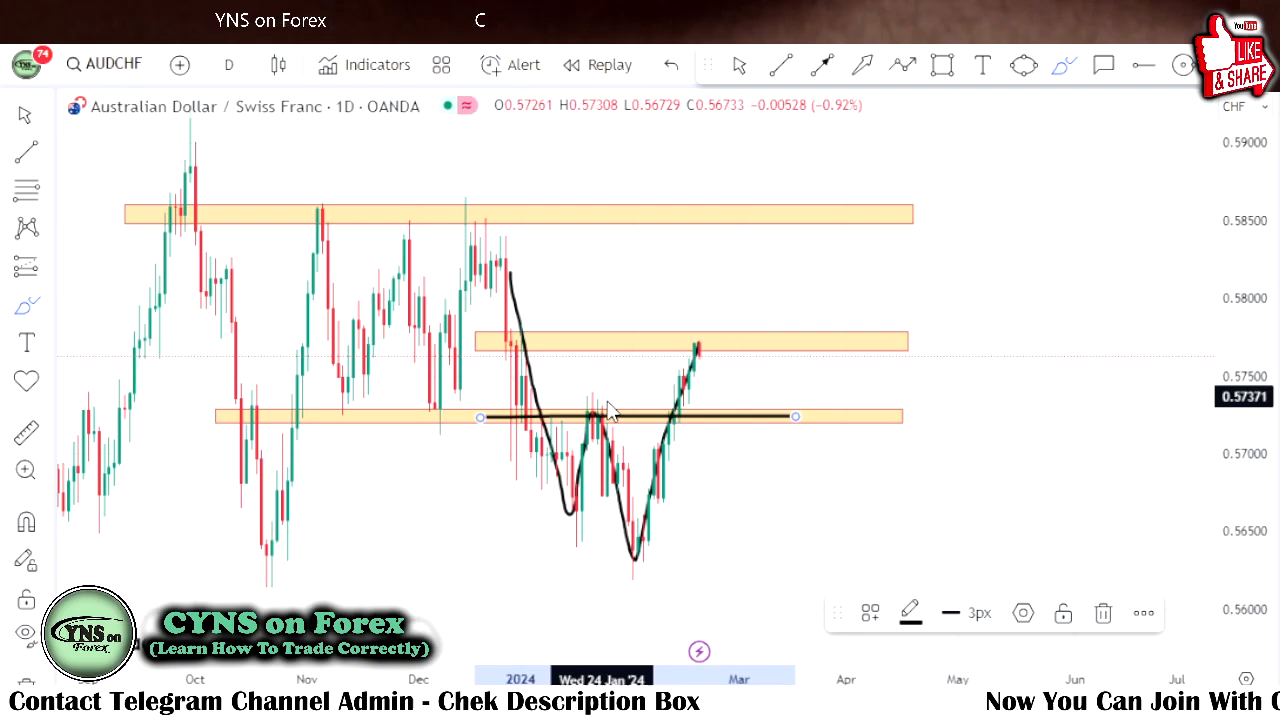 YNS on Forex C
You Tube
LIKE
& SHARE
74
AUDCHF
D
Indicators
Alert
Replay
Australian Dollar / Swiss Franc · 1D · OANDA
O0.57261 H0.57308 L0.56729 C0.56733 −0.00528 (−0.92%)
CHF
0.59000
0.58500
0.58000
0.57500
0.57371
0.57000
0.56500
0.56000
3px
YNS on
Forex
CYNS on Forex
(Learn How To Trade Correctly)
Oct Nov Dec 2024 Wed 24 Jan '24 Mar Apr May Jun Jul
Contact Telegram Channel Admin - Chek Description Box Now You Can Join With